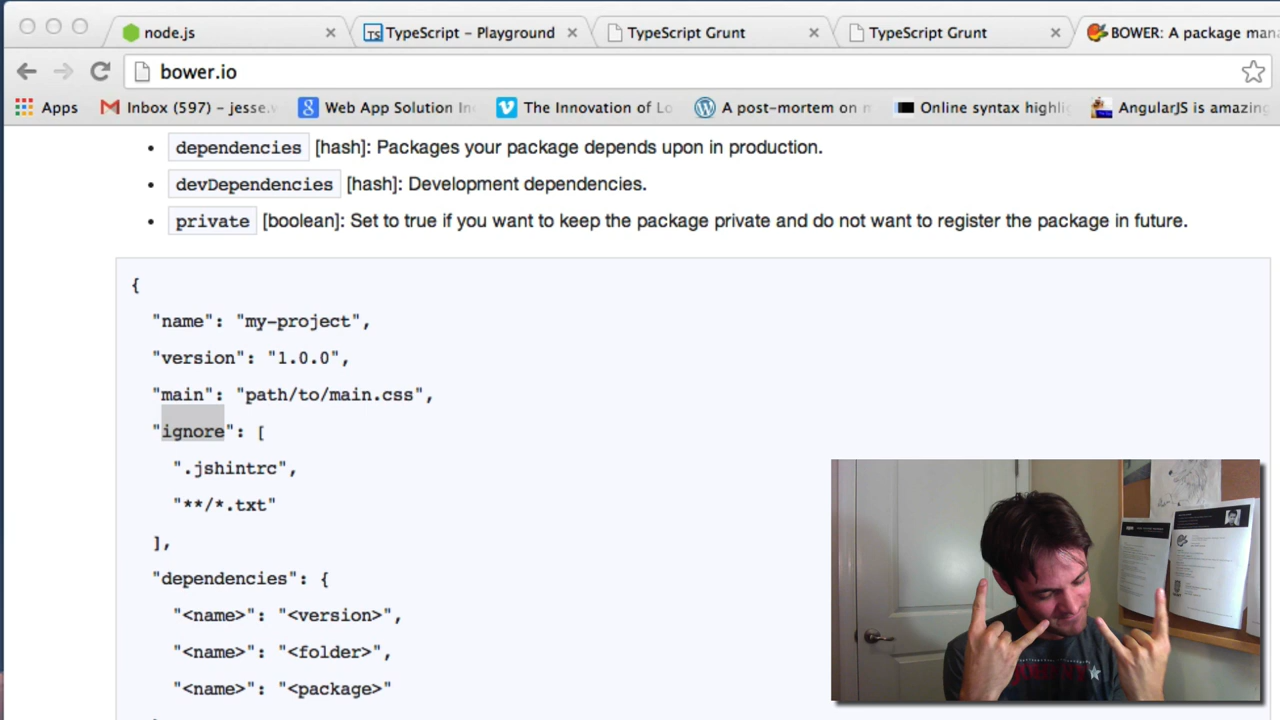 node.js
TypeScript - Playground
TypeScript Grunt
TypeScript Grunt
BOWER: A package mana
bower.io
Apps
Inbox (597) - jesse.w
Web App Solution In
The Innovation of Lo
A post-mortem on m
Online syntax highli
AngularJS is amazing
• dependencies [hash]: Packages your package depends upon in production.
• devDependencies [hash]: Development dependencies.
• private [boolean]: Set to true if you want to keep the package private and do not want to register the package in future.
{
"name": "my-project",
"version": "1.0.0",
"main": "path/to/main.css",
"ignore": [
".jshintrc",
"**/*.txt"
],
"dependencies": {
"<name>": "<version>",
"<name>": "<folder>",
"<name>": "<package>"